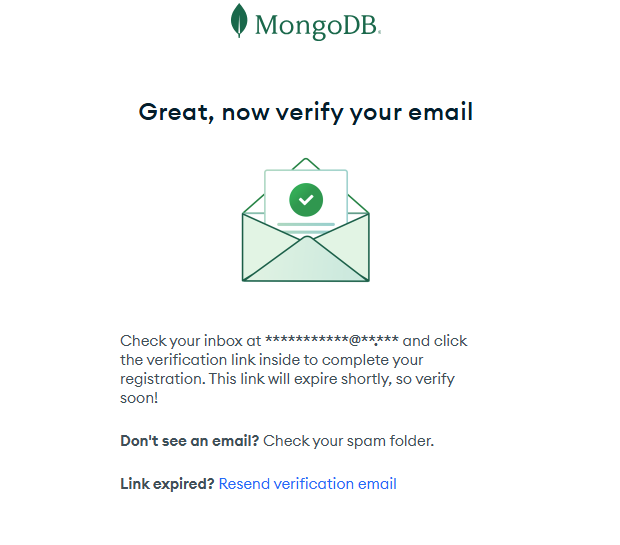 MongoDB.
Great, now verify your email
Check your inbox at ***********@**.*** and click
the verification link inside to complete your
registration. This link will expire shortly, so verify
soon!
Don't see an email? Check your spam folder.
Link expired? Resend verification email